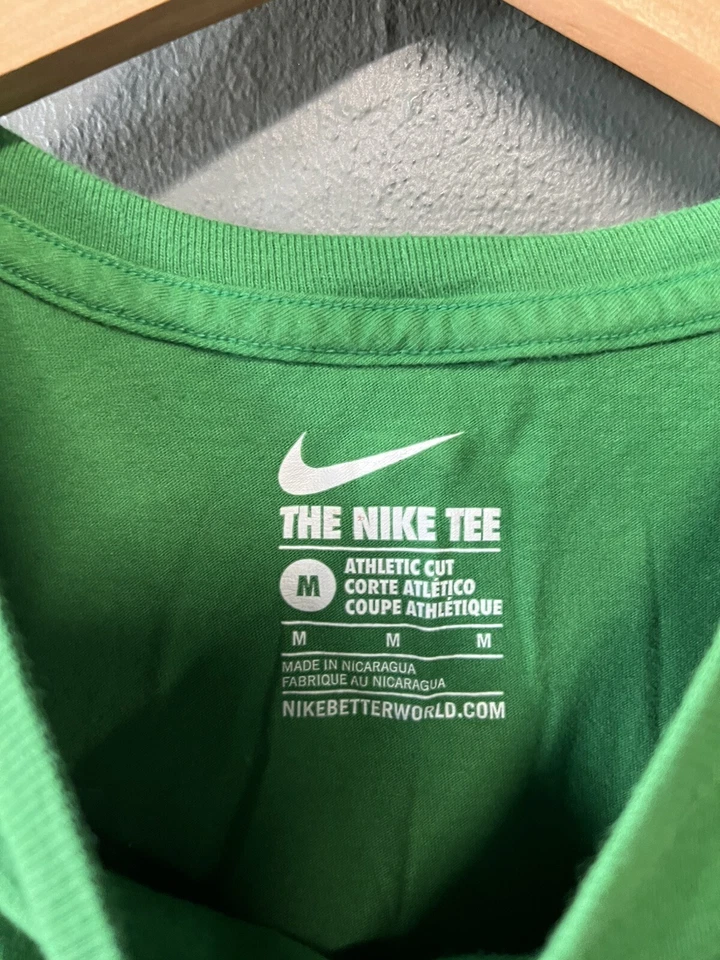 THE NIKE TEE
M
ATHLETIC CUT
CORTE ATLÉTICO
COUPE ATHLÉTIQUE
M M M
MADE IN NICARAGUA
FABRIQUE AU NICARAGUA
NIKEBETTERWORLD.COM